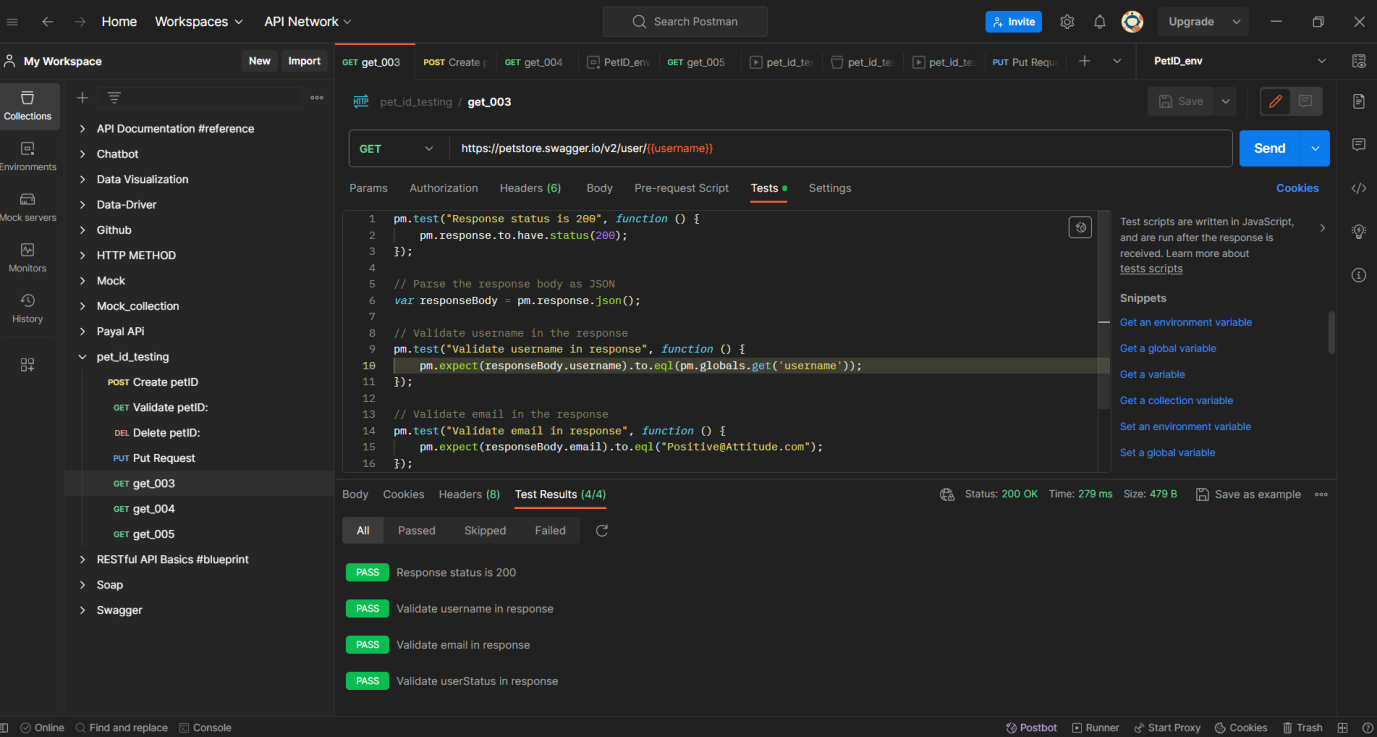 Home Workspaces API Network Search Postman Invite Upgrade
My Workspace New Import GET get_003 POST Create p GET get_004 PetID_env GET get_005 pet_id_tes pet_id_tes pet_id_tes PUT Put Requ PetID_env
Collections
Environments
Mock servers
Monitors
History
API Documentation #reference
Chatbot
Data Visualization
Data-Driver
Github
HTTP METHOD
Mock
Mock_collection
Payal APi
pet_id_testing
POST Create petID
GET Validate petID:
DEL Delete petID:
PUT Put Request
GET get_003
GET get_004
GET get_005
RESTful API Basics #blueprint
Soap
Swagger
HTTP pet_id_testing / get_003 Save
GET https://petstore.swagger.io/v2/user/{{username}} Send
Params Authorization Headers (6) Body Pre-request Script Tests Settings Cookies
1 pm.test("Response status is 200", function () {
2 pm.response.to.have.status(200);
3 });
4
5 // Parse the response body as JSON
6 var responseBody = pm.response.json();
7
8 // Validate username in the response
9 pm.test("Validate username in response", function () {
10 pm.expect(responseBody.username).to.eql(pm.globals.get('username'));
11 });
12
13 // Validate email in the response
14 pm.test("Validate email in response", function () {
15 pm.expect(responseBody.email).to.eql("Positive@Attitude.com");
16 });
Test scripts are written in JavaScript,
and are run after the response is
received. Learn more about
tests scripts
Snippets
Get an environment variable
Get a global variable
Get a variable
Get a collection variable
Set an environment variable
Set a global variable
Body Cookies Headers (8) Test Results (4/4) Status: 200 OK Time: 279 ms Size: 479 B Save as example
All Passed Skipped Failed
PASS Response status is 200
PASS Validate username in response
PASS Validate email in response
PASS Validate userStatus in response
Online Find and replace Console Postbot Runner Start Proxy Cookies Trash